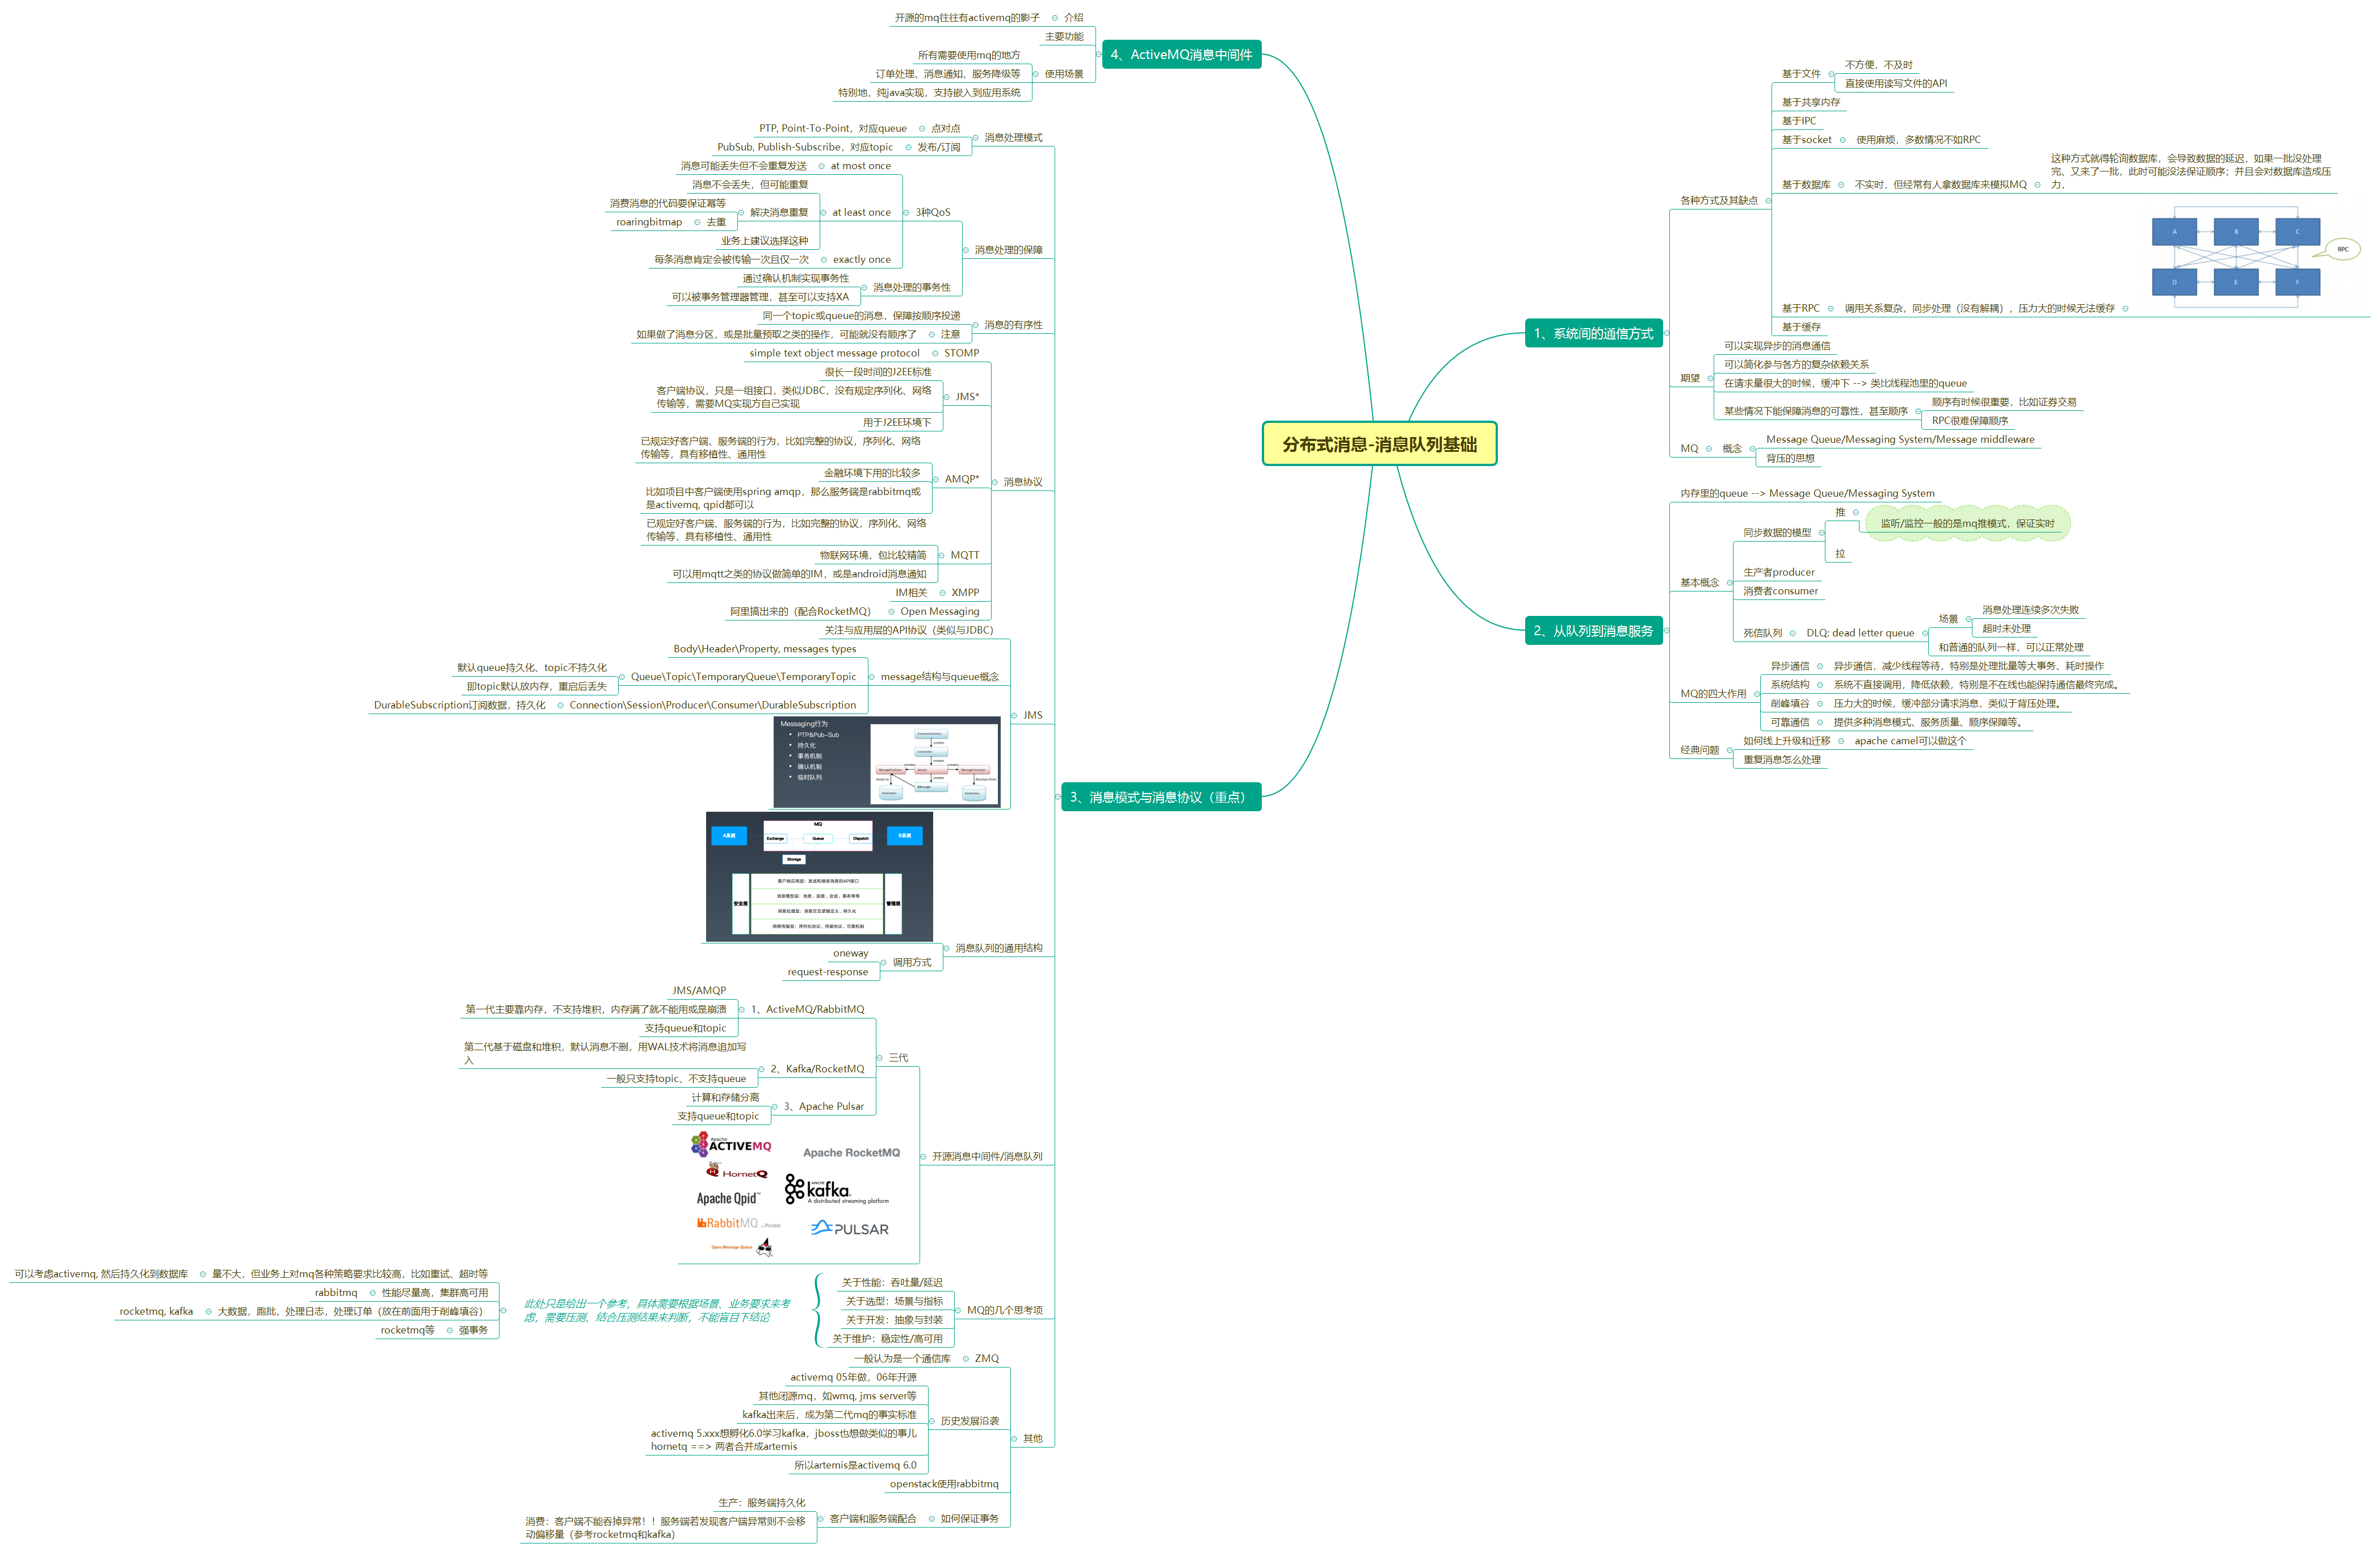 分布式消息-消息队列基础
1、系统间的通信方式
各种方式及其缺点
基于文件
不方便，不及时
直接使用读写文件的API
基于共享内存
基于IPC
基于socket
使用麻烦，多数情况不如RPC
基于数据库
不实时，但经常有人拿数据库来模拟MQ
这种方式就得轮询数据库，会导致数据的延迟，如果一批没处理
完、又来了一批，此时可能没法保证顺序；并且会对数据库造成压
力，
基于RPC
调用关系复杂，同步处理（没有解耦），压力大的时候无法缓存
A
B
C
RPC
D
E
F
基于缓存
期望
可以实现异步的消息通信
可以简化参与各方的复杂依赖关系
在请求量很大的时候，缓冲下 --> 类比线程池里的queue
某些情况下能保障消息的可靠性，甚至顺序
顺序有时候很重要，比如证券交易
RPC很难保障顺序
MQ
概念
Message Queue/Messaging System/Message middleware
背压的思想
2、从队列到消息服务
内存里的queue --> Message Queue/Messaging System
基本概念
同步数据的模型
推
监听/监控一般的是mq推模式，保证实时
拉
生产者producer
消费者consumer
死信队列
DLQ: dead letter queue
场景
消息处理连续多次失败
超时未处理
和普通的队列一样，可以正常处理
MQ的四大作用
异步通信
异步通信，减少线程等待，特别是处理批量等大事务、耗时操作
系统结构
系统不直接调用，降低依赖，特别是不在线也能保持通信最终完成。
削峰填谷
压力大的时候，缓冲部分请求消息，类似于背压处理。
可靠通信
提供多种消息模式、服务质量、顺序保障等。
经典问题
如何线上升级和迁移
apache camel可以做这个
重复消息怎么处理
3、消息模式与消息协议（重点）
消息处理模式
点对点
PTP, Point-To-Point，对应queue
发布/订阅
PubSub, Publish-Subscribe，对应topic
消息处理的保障
3种QoS
at most once
消息可能丢失但不会重复发送
at least once
消息不会丢失，但可能重复
解决消息重复
消费消息的代码要保证幂等
去重
roaringbitmap
业务上建议选择这种
exactly once
每条消息肯定会被传输一次且仅一次
消息处理的事务性
通过确认机制实现事务性
可以被事务管理器管理，甚至可以支持XA
消息的有序性
同一个topic或queue的消息，保障按顺序投递
注意
如果做了消息分区，或是批量预取之类的操作，可能就没有顺序了
消息协议
STOMP
simple text object message protocol
JMS*
很长一段时间的J2EE标准
客户端协议，只是一组接口，类似JDBC，没有规定序列化、网络
传输等，需要MQ实现方自己实现
用于J2EE环境下
AMQP*
已规定好客户端、服务端的行为，比如完整的协议，序列化、网络
传输等，具有移植性、通用性
金融环境下用的比较多
比如项目中客户端使用spring amqp，那么服务端是rabbitmq或
是activemq, qpid都可以
MQTT
已规定好客户端、服务端的行为，比如完整的协议，序列化、网络
传输等，具有移植性、通用性
物联网环境，包比较精简
可以用mqtt之类的协议做简单的IM，或是android消息通知
XMPP
IM相关
Open Messaging
阿里搞出来的（配合RocketMQ）
JMS
关注与应用层的API协议（类似与JDBC）
message结构与queue概念
Body\Header\Property, messages types
Queue\Topic\TemporaryQueue\TemporaryTopic
默认queue持久化、topic不持久化
即topic默认放内存，重启后丢失
Connection\Session\Producer\Consumer\DurableSubscription
DurableSubscription订阅数据，持久化
Messaging行为
• PTP&Pub-Sub
• 持久化
• 事务机制
• 确认机制
• 临时队列
消息队列的通用结构
A系统
MQ
Exchange
Queue
Dispatch
B系统
Storage
安全层
客户端应用层：发送和接收消息的API接口
消息模型层：消息，连接，会话，事务等等
消息处理层：消息交互逻辑定义，持久化
网络传输层：序列化协议，传输协议，可靠机制
管理层
调用方式
oneway
request-response
开源消息中间件/消息队列
三代
1、ActiveMQ/RabbitMQ
JMS/AMQP
第一代主要靠内存，不支持堆积，内存满了就不能用或是崩溃
支持queue和topic
2、Kafka/RocketMQ
第二代基于磁盘和堆积，默认消息不删，用WAL技术将消息追加写
入
一般只支持topic、不支持queue
3、Apache Pulsar
计算和存储分离
支持queue和topic
Apache
ACTIVEMQ
Apache RocketMQ
HornetQ
APACHE
kafka
A distributed streaming platform
Apache Qpid™
RabbitMQ
by Pivotal
PULSAR
Open Message Queue
MQ的几个思考项
关于性能：吞吐量/延迟
关于选型：场景与指标
关于开发：抽象与封装
关于维护：稳定性/高可用
此处只是给出一个参考，具体需要根据场景、业务要求来考
虑，需要压测、结合压测结果来判断，不能盲目下结论
量不大，但业务上对mq各种策略要求比较高，比如重试、超时等
可以考虑activemq, 然后持久化到数据库
性能尽量高，集群高可用
rabbitmq
大数据，跑批，处理日志，处理订单（放在前面用于削峰填谷）
rocketmq, kafka
强事务
rocketmq等
其他
ZMQ
一般认为是一个通信库
历史发展沿袭
activemq 05年做，06年开源
其他闭源mq，如wmq, jms server等
kafka出来后，成为第二代mq的事实标准
activemq 5.xxx想孵化6.0学习kafka，jboss也想做类似的事儿
hornetq ==> 两者合并成artemis
所以artemis是activemq 6.0
openstack使用rabbitmq
如何保证事务
客户端和服务端配合
生产：服务端持久化
消费：客户端不能吞掉异常！！服务端若发现客户端异常则不会移
动偏移量（参考rocketmq和kafka）
4、ActiveMQ消息中间件
介绍
开源的mq往往有activemq的影子
主要功能
使用场景
所有需要使用mq的地方
订单处理、消息通知、服务降级等
特别地，纯java实现，支持嵌入到应用系统